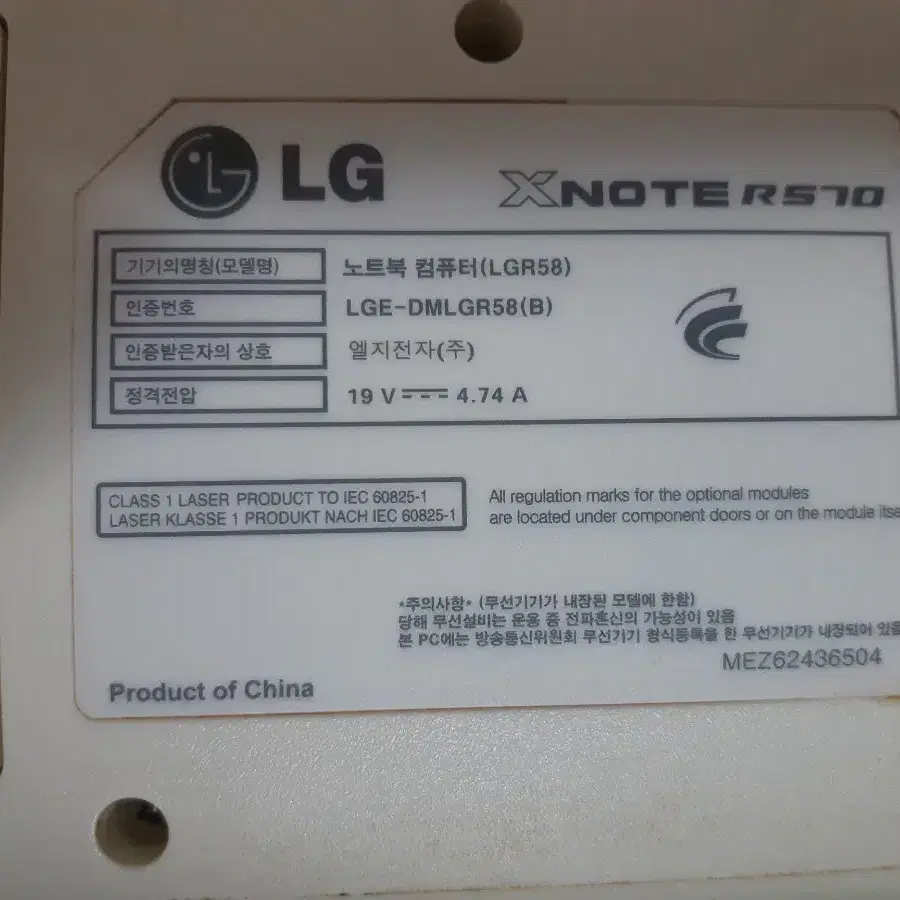 LG
XNOTE R570
기기의명칭(모델명) 노트북 컴퓨터(LGR58)
인증번호 LGE-DMLGR58(B)
인증받은자의 상호 엘지전자(주)
정격전압 19 V 4.74 A
CLASS 1 LASER PRODUCT TO IEC 60825-1
LASER KLASSE 1 PRODUKT NACH IEC 60825-1
All regulation marks for the optional modules
are located under component doors or on the module itse
*주의사항* (무선기기가 내장된 모델에 한함)
당해 무선설비는 운용 중 전파혼신의 가능성이 있음
본 PC에는 방송통신위원회 무선기기 형식등록을 한 무선기기가 내장되어 있음
MEZ62436504
Product of China